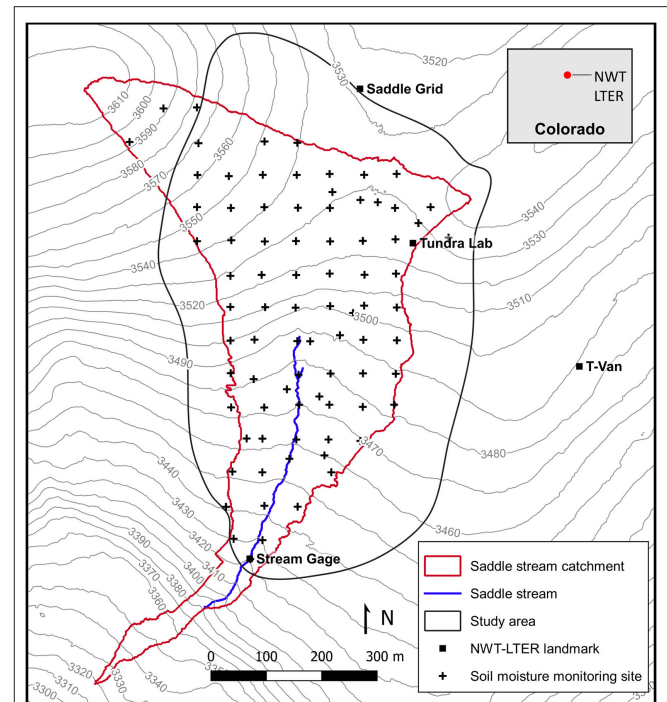 3520
3530
Saddle Grid
NWT
LTER
Colorado
3610
3600
3590
3580
3570
3560
3550
3540
3530
3540
Tundra Lab
3520
3510
3500
3490
T-Van
3470
3480
3440
3460
3430
3420
3410
3400
3390
3380
3370
3360
3350
3340
3330
3320
3310
3300
Stream Gage
N
0 100 200 300 m
Saddle stream catchment
Saddle stream
Study area
NWT-LTER landmark
Soil moisture monitoring site